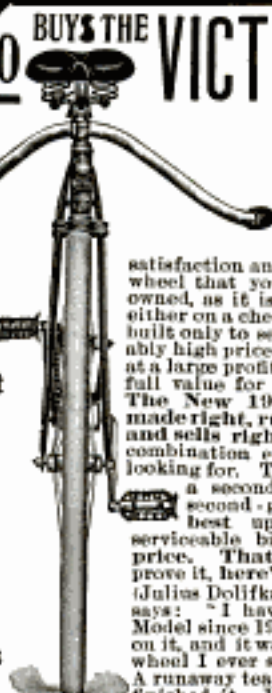 BUYS THE VICT
0
satisfaction an
wheel that yo
owned, as it is
either on a che
built only to se
ably high price
at a large profit
full value for
The New 19
made right, r
and sells righ
combination e
looking for. T
a second
second-g
best up
serviceable bi
price. That
prove it, here'
(Julius Dolifka
says: "I hav
Model since 19
on it, and it wa
wheel I ever
A runaway tea